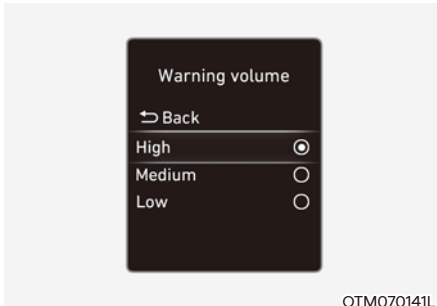 Warning volume
Back
High
Medium
Low
OTM070141L